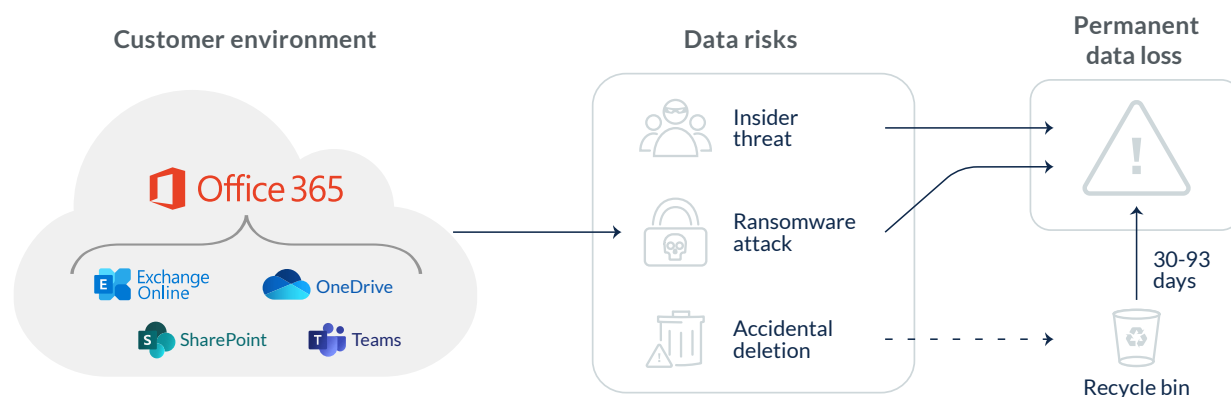 Customer environment
Data risks
Permanent
data loss
Office 365
E
Exchange
Online
OneDrive
S
SharePoint
T
Teams
Insider
threat
Ransomware
attack
!
Accidental
deletion
!
30-93
days
Recycle bin